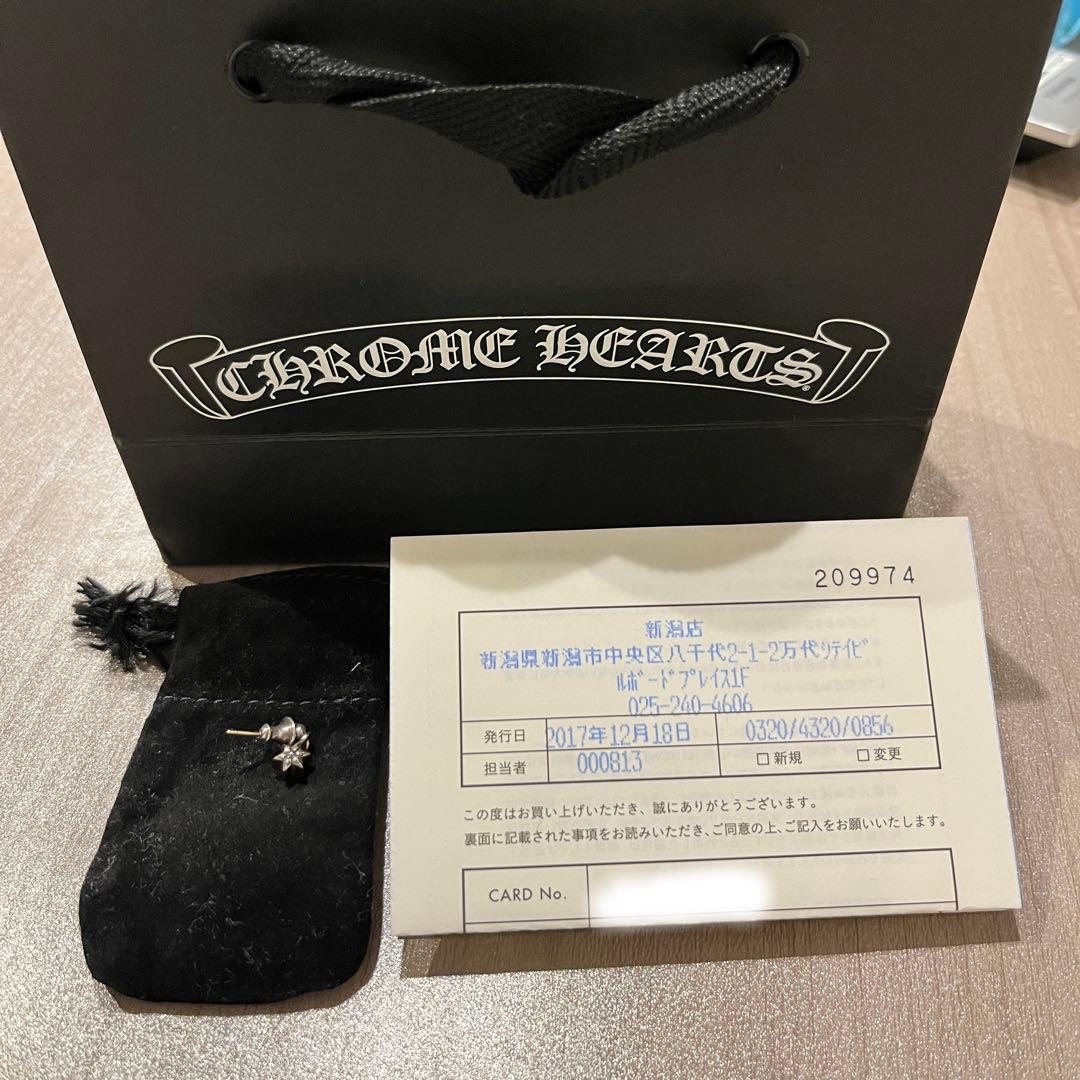 CHROME HEARTS®
209974
新潟店
新潟県新潟市中央区八千代2-1-2万代ｼﾃｨﾋﾞ
ﾙﾎﾞｰﾄﾞﾌﾟﾚｲｽ1F
025-240-4606
発行日 2017年12月18日 0320/4320/0856
担当者 000813 □ 新規 □ 変更
この度はお買い上げいただき、誠にありがとうございます。
裏面に記載された事項をお読みいただき、ご同意の上、ご記入をお願いいたします。
CARD No.